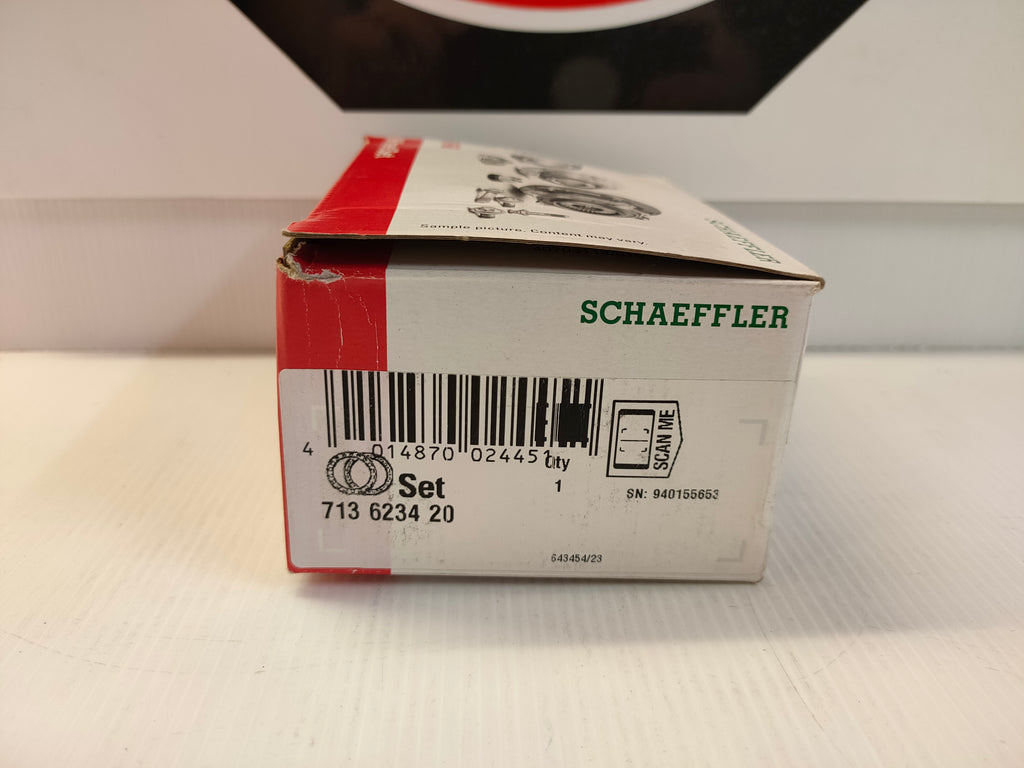 Sample picture. Content may vary.
SCHAEFFLER
SCHAEFFLER
4 014870 024451
Qty
1
SCAN ME
Set
713 6234 20
SN: 940155653
643454/23